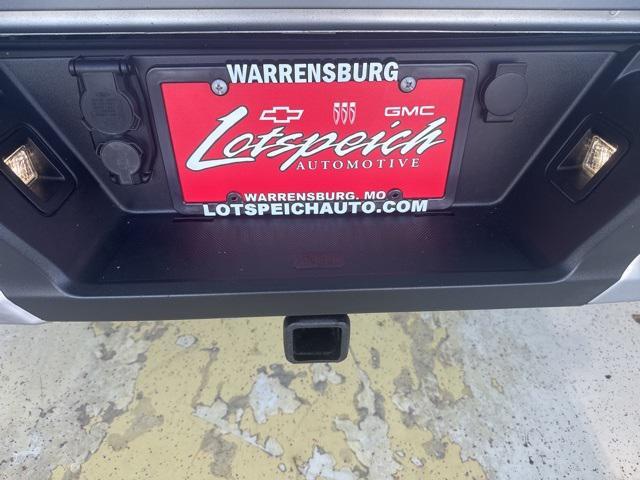 WARRENSBURG
GMC
Lotspeich
AUTOMOTIVE
WARRENSBURG, MO
LOTSPEICHAUTO.COM